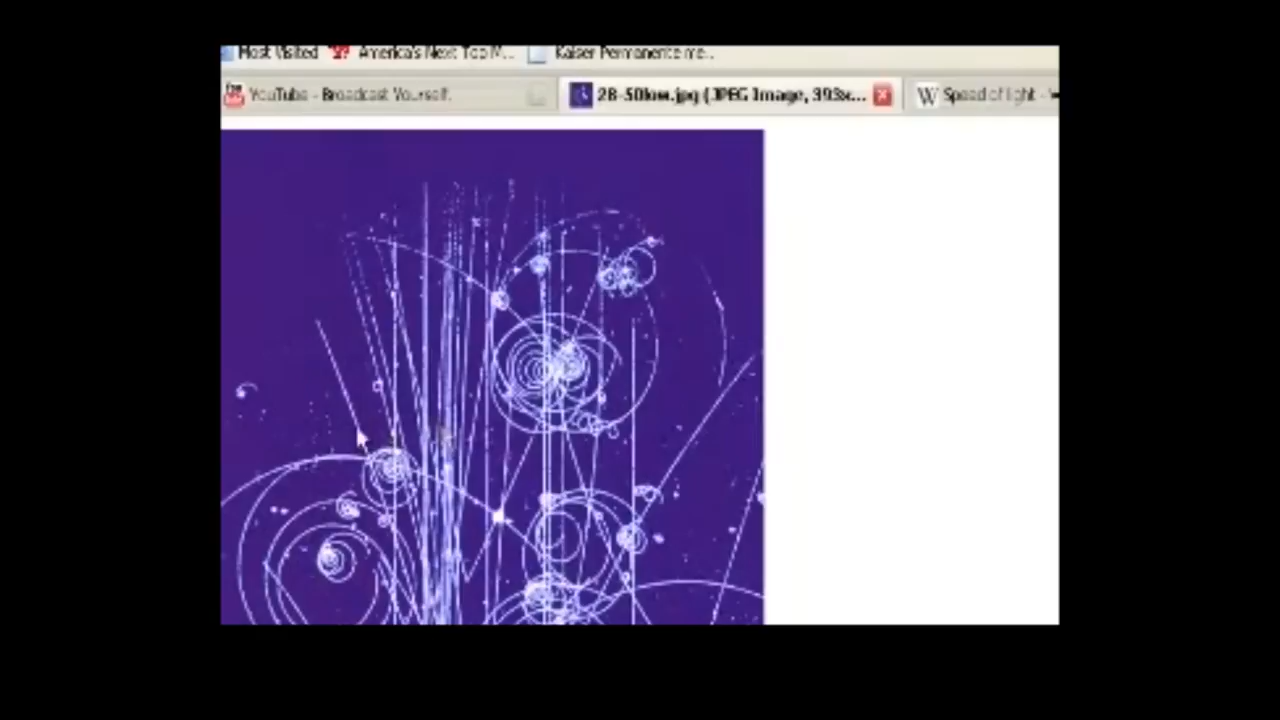 Most Visited America's Next Top M... Kaiser Permanente me...
YouTube - Broadcast Yourself. 28-50low.jpg (JPEG Image, 393x... Speed of light -